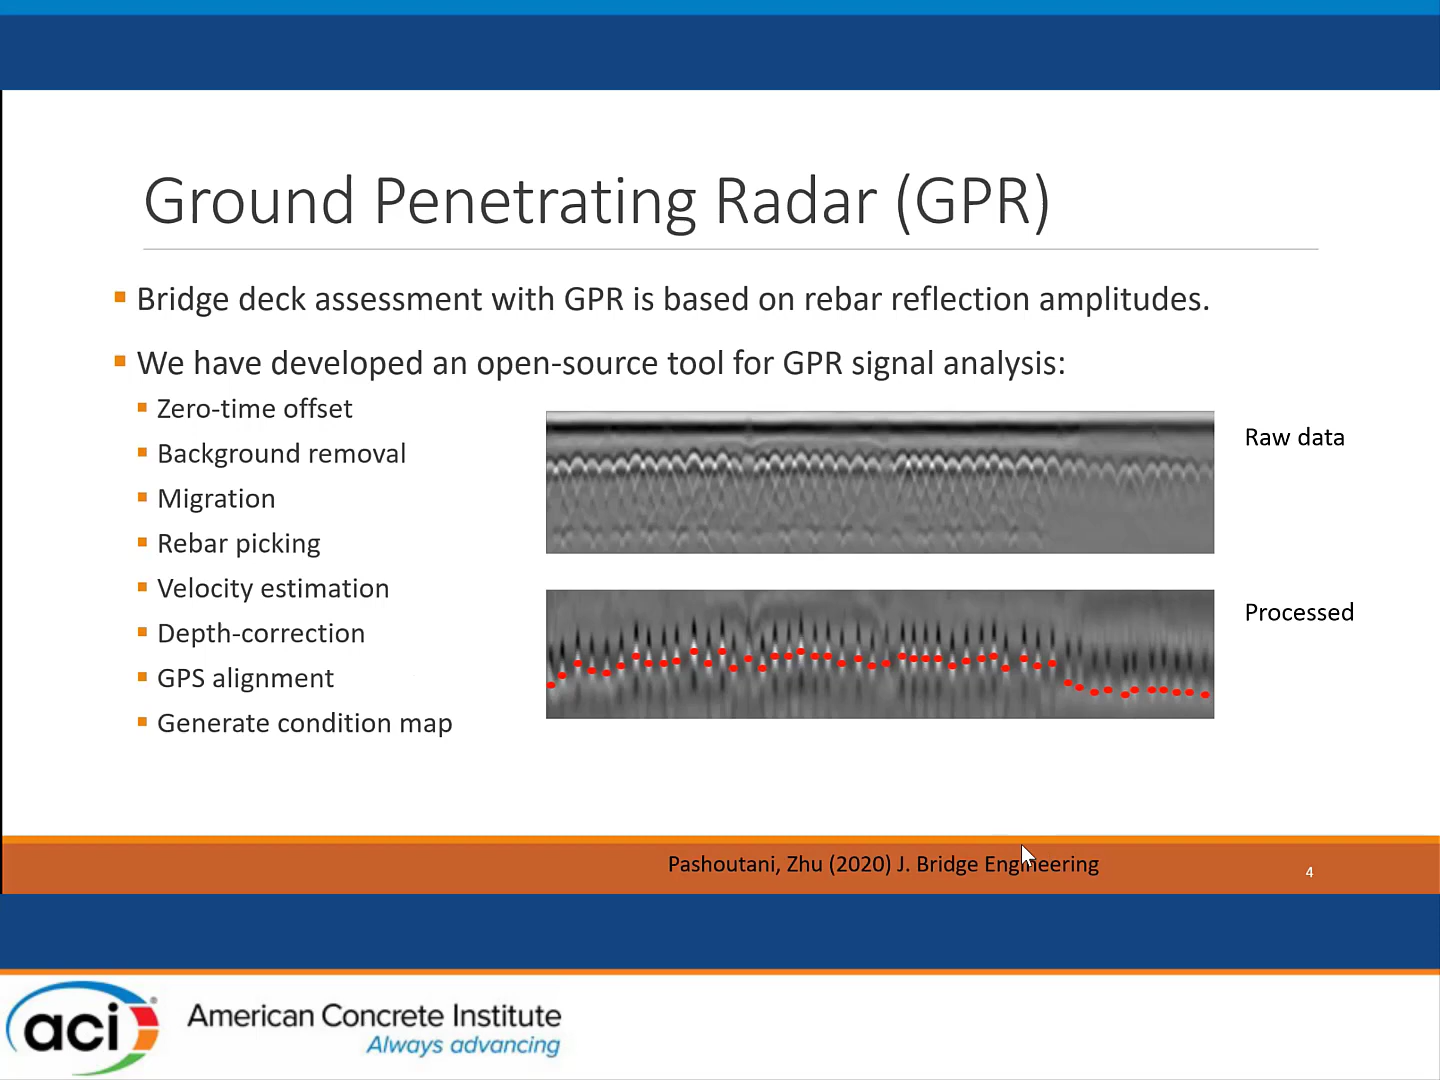 Ground Penetrating Radar (GPR)
Bridge deck assessment with GPR is based on rebar reflection amplitudes.
We have developed an open-source tool for GPR signal analysis:
Zero-time offset
Background removal
Migration
Rebar picking
Velocity estimation
Depth-correction
GPS alignment
Generate condition map
Raw data
Processed
Pashoutani, Zhu (2020) J. Bridge Engineering
4
aci
American Concrete Institute
Always advancing